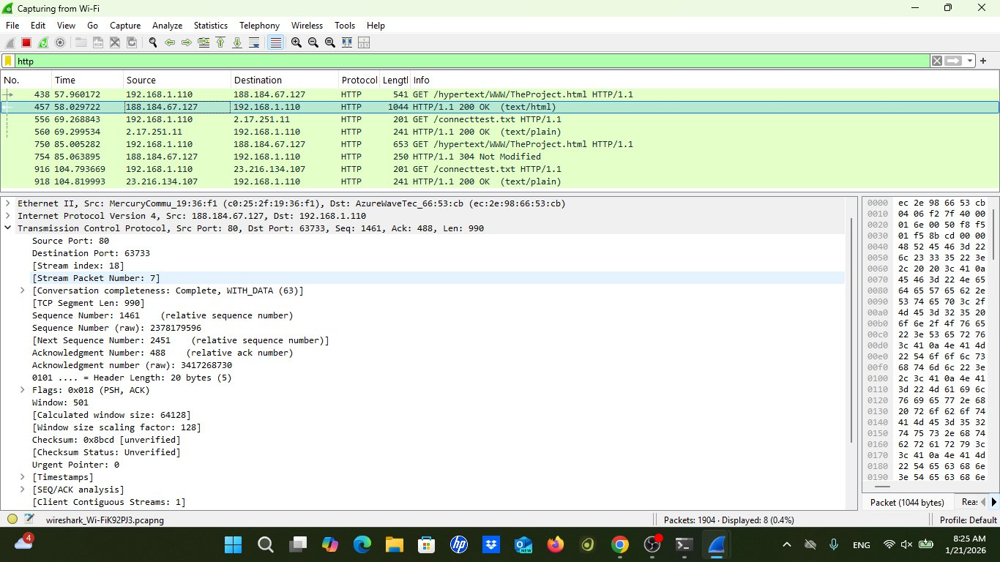 Capturing from Wi-Fi
File Edit View Go Capture Analyze Statistics Telephony Wireless Tools Help
http
No. Time Source Destination Protocol Lengtl Info
438 57.960172 192.168.1.110 188.184.67.127 HTTP 541 GET /hypertext/WWW/TheProject.html HTTP/1.1
457 58.029722 188.184.67.127 192.168.1.110 HTTP 1044 HTTP/1.1 200 OK (text/html)
556 69.268843 192.168.1.110 2.17.251.11 HTTP 201 GET /connecttest.txt HTTP/1.1
560 69.299534 2.17.251.11 192.168.1.110 HTTP 241 HTTP/1.1 200 OK (text/plain)
750 85.005282 192.168.1.110 188.184.67.127 HTTP 653 GET /hypertext/WWW/TheProject.html HTTP/1.1
754 85.063895 188.184.67.127 192.168.1.110 HTTP 250 HTTP/1.1 304 Not Modified
916 104.793669 192.168.1.110 23.216.134.107 HTTP 201 GET /connecttest.txt HTTP/1.1
918 104.819993 23.216.134.107 192.168.1.110 HTTP 241 HTTP/1.1 200 OK (text/plain)
Ethernet II, Src: MercuryCommu_19:36:f1 (c0:25:2f:19:36:f1), Dst: AzureWaveTec_66:53:cb (ec:2e:98:66:53:cb)
Internet Protocol Version 4, Src: 188.184.67.127, Dst: 192.168.1.110
Transmission Control Protocol, Src Port: 80, Dst Port: 63733, Seq: 1461, Ack: 488, Len: 990
Source Port: 80
Destination Port: 63733
[Stream index: 18]
[Stream Packet Number: 7]
[Conversation completeness: Complete, WITH_DATA (63)]
[TCP Segment Len: 990]
Sequence Number: 1461 (relative sequence number)
Sequence Number (raw): 2378179596
[Next Sequence Number: 2451 (relative sequence number)]
Acknowledgment Number: 488 (relative ack number)
Acknowledgment number (raw): 3417268730
0101 .... = Header Length: 20 bytes (5)
Flags: 0x018 (PSH, ACK)
Window: 501
[Calculated window size: 64128]
[Window size scaling factor: 128]
Checksum: 0x8bcd [unverified]
[Checksum Status: Unverified]
Urgent Pointer: 0
[Timestamps]
[SEQ/ACK analysis]
[Client Contiguous Streams: 1]
0000 ec 2e 98 66 53 cb
0010 04 06 f2 7f 40 00
0020 01 6e 00 50 f8 f5
0030 01 f5 8b cd 00 00
0040 48 52 45 46 3d 22
0050 6c 23 33 35 22 3e
0060 2c 20 20 3c 41 0a
0070 45 46 3d 22 4e 65
0080 64 65 57 65 62 2e
0090 53 74 65 70 3c 2f
00a0 4d 45 3d 32 35 20
00b0 6f 6e 2f 4f 76 65
00c0 22 3e 53 65 72 76
00d0 3c 41 0a 4e 41 4d
00e0 22 54 6f 6f 6c 73
00f0 68 74 6d 6c 22 3e
0100 2c 3c 41 0a 4e 41
0110 3d 22 4d 61 69 6c
0120 76 69 65 77 2e 68
0130 20 72 6f 62 6f 74
0140 41 4d 45 3d 35 32
0150 74 75 73 2e 68 74
0160 62 72 61 72 79 3c
0170 3c 41 0a 4e 41 4d
0180 22 54 65 63 68 6e
0190 3e 54 65 63 68 6e
Packet (1044 bytes) Rea:
wireshark_Wi-FiK92PJ3.pcapng Packets: 1904 · Displayed: 8 (0.4%) Profile: Default
4 hp NEW ENG 8:25 AM
1/21/2026